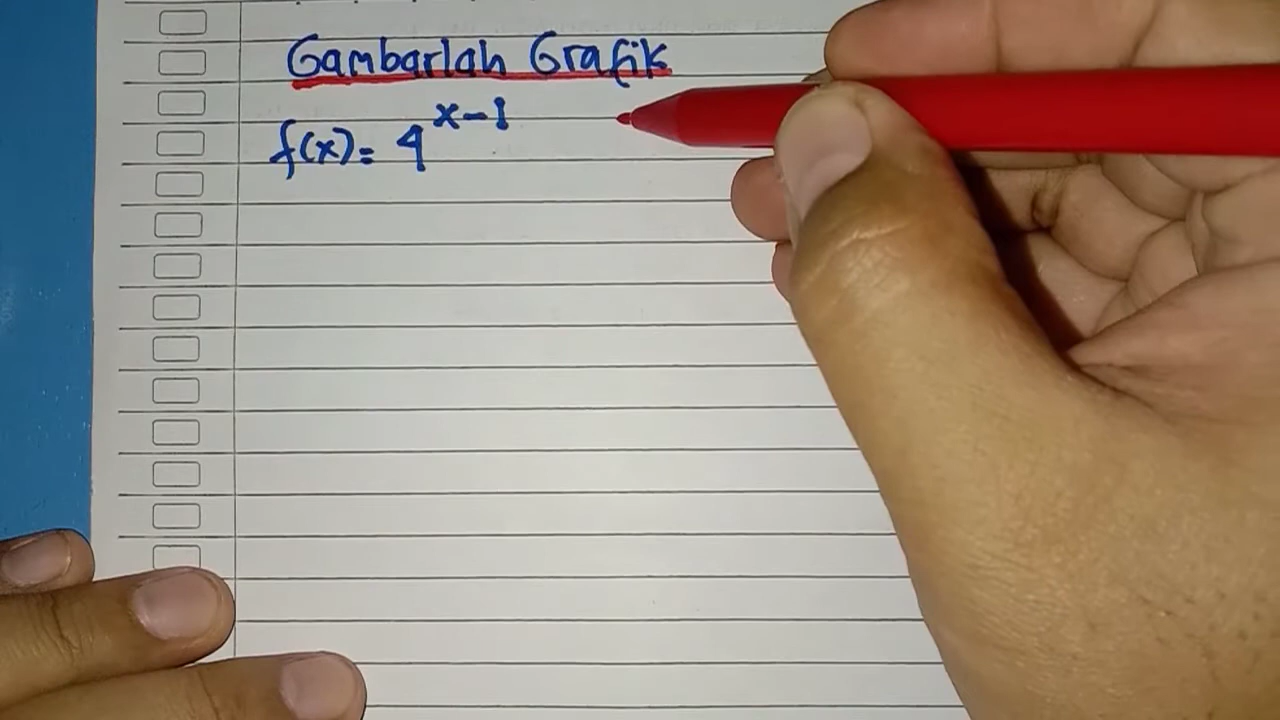 Gambarlah Grafik
f(x) = 4^{x-1}